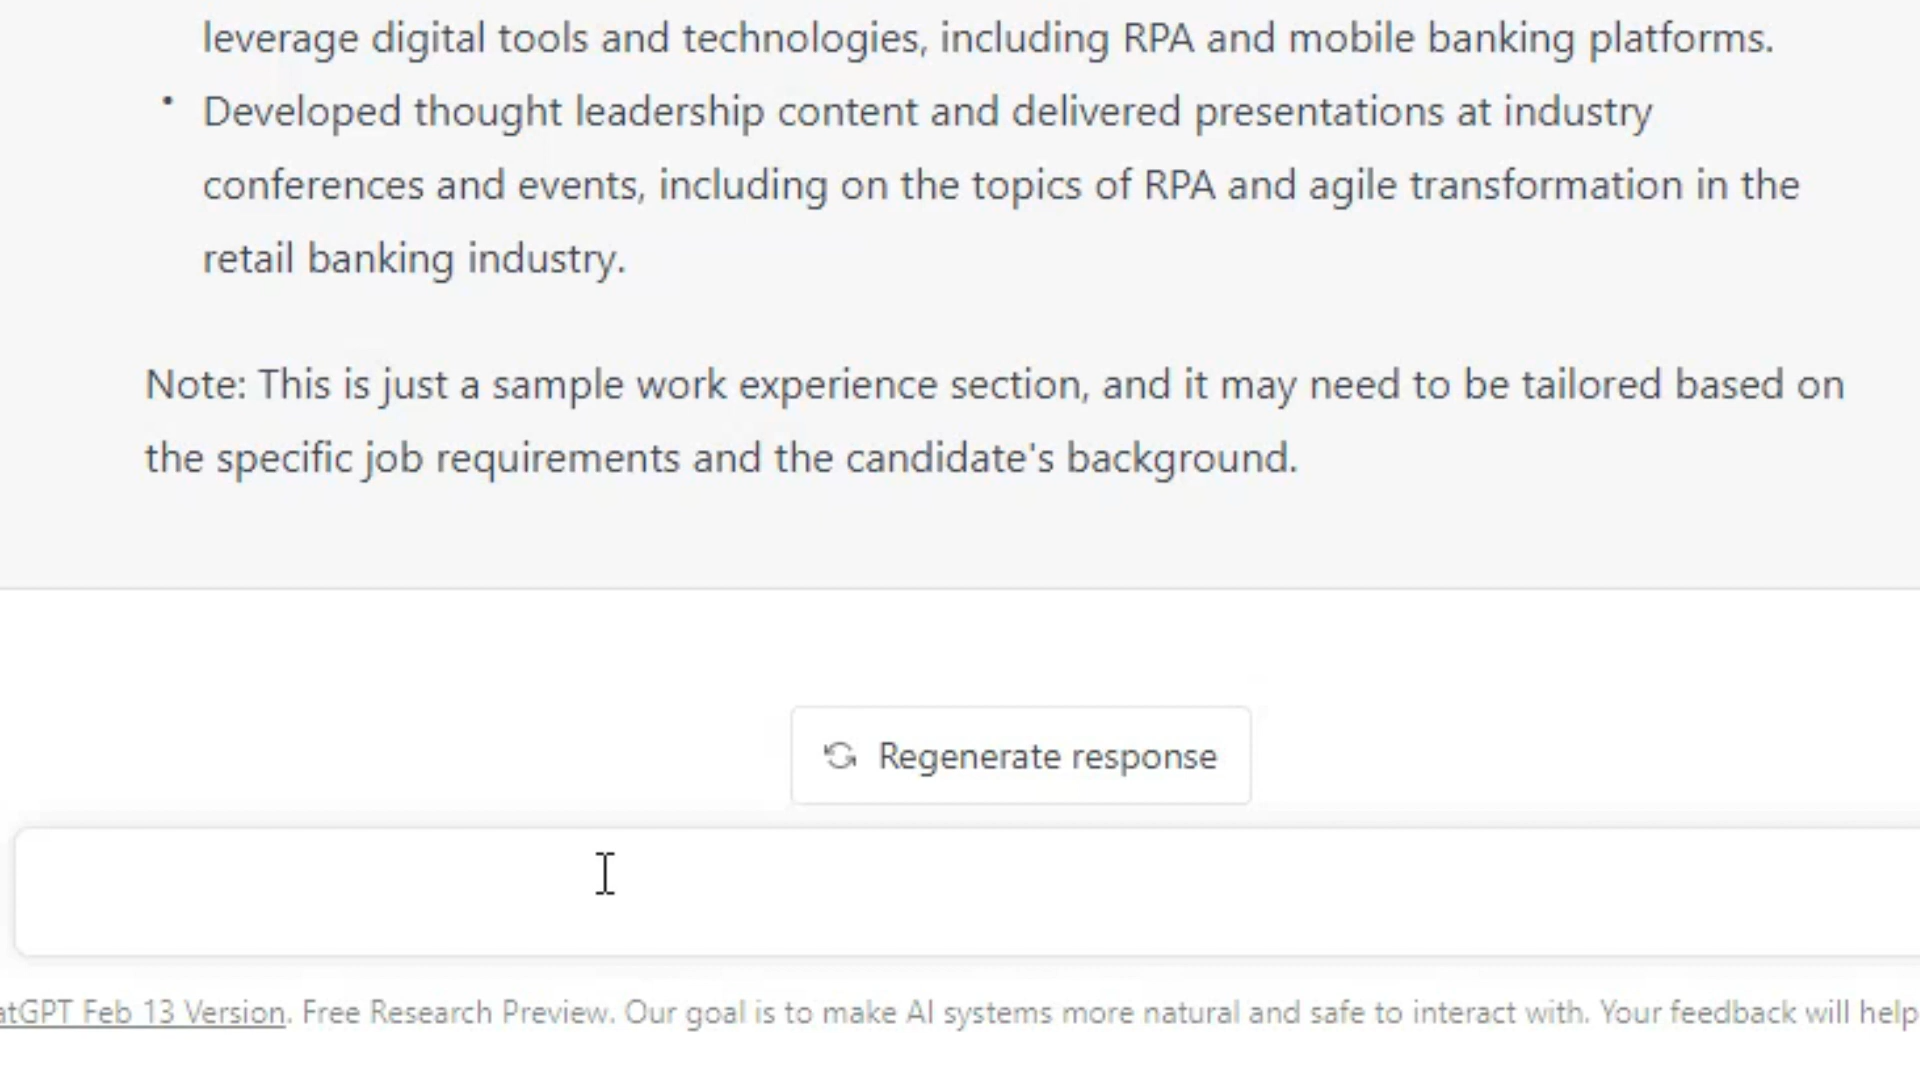 leverage digital tools and technologies, including RPA and mobile banking platforms.
• Developed thought leadership content and delivered presentations at industry
conferences and events, including on the topics of RPA and agile transformation in the
retail banking industry.
Note: This is just a sample work experience section, and it may need to be tailored based on
the specific job requirements and the candidate's background.
Regenerate response
atGPT Feb 13 Version. Free Research Preview. Our goal is to make AI systems more natural and safe to interact with. Your feedback will help